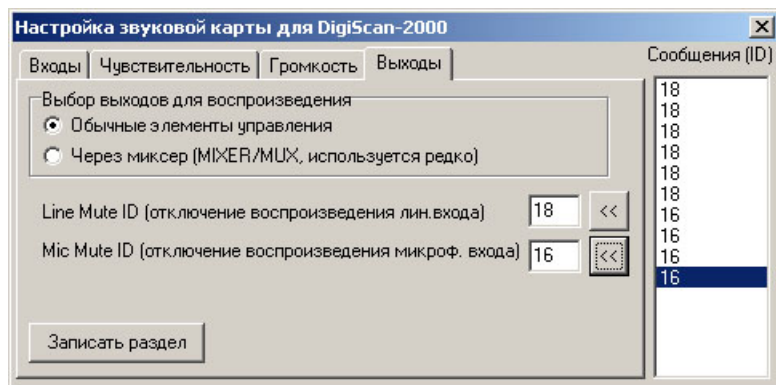 Настройка звуковой карты для DigiScan-2000
Входы Чувствительность Громкость Выходы
Выбор выходов для воспроизведения
Обычные элементы управления
Через миксер (MIXER/MUX, используется редко)
Line Mute ID (отключение воспроизведения лин.входа) 18 <<
Mic Mute ID (отключение воспроизведения микроф. входа) 16 <<
Записать раздел
Сообщения (ID)
18
18
18
18
18
18
16
16
16
16